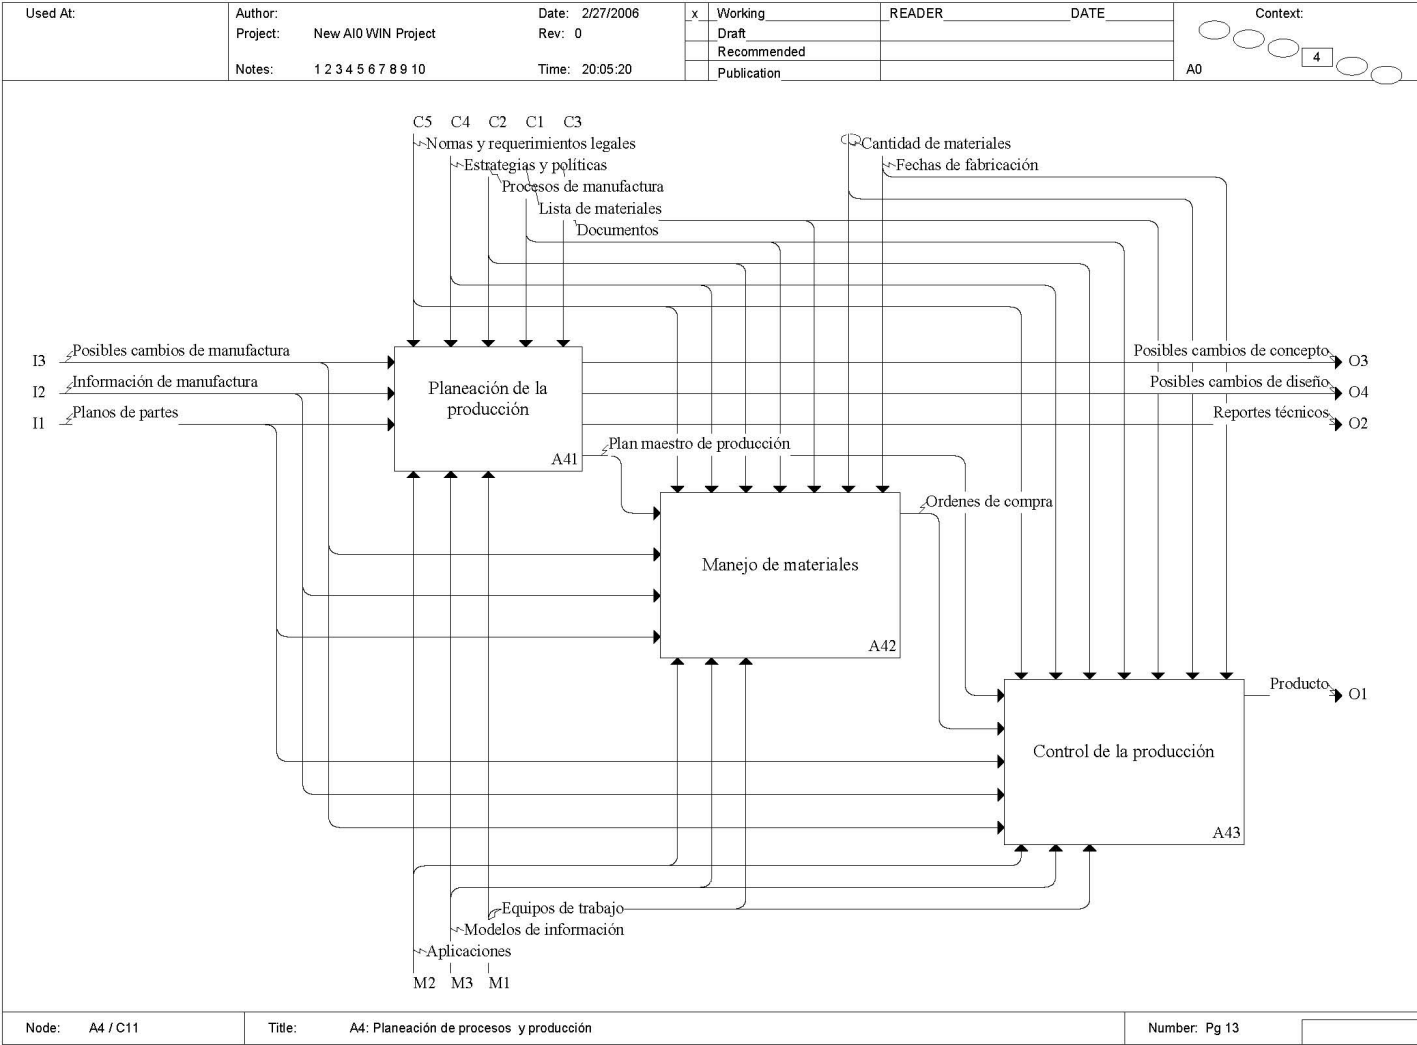 Used At:
Author:
Date: 2/27/2006
x
Working
READER
DATE
Context:
Project: New AI0 WIN Project
Rev: 0
Draft
Recommended
4
Notes: 1 2 3 4 5 6 7 8 9 10
Time: 20:05:20
Publication
A0
C5 C4 C2 C1 C3
Nomas y requerimientos legales
Cantidad de materiales
Estrategias y políticas
Fechas de fabricación
Procesos de manufactura
Lista de materiales
Documentos
I3
Posibles cambios de manufactura
Posibles cambios de concepto
O3
I2
Información de manufactura
Posibles cambios de diseño
O4
I1
Planos de partes
Reportes técnicos
O2
Planeación de la
producción
A41
Plan maestro de producción
Ordenes de compra
Manejo de materiales
A42
Producto
O1
Control de la producción
A43
Equipos de trabajo
Modelos de información
Aplicaciones
M2 M3 M1
Node: A4 / C11
Title: A4: Planeación de procesos y producción
Number: Pg 13